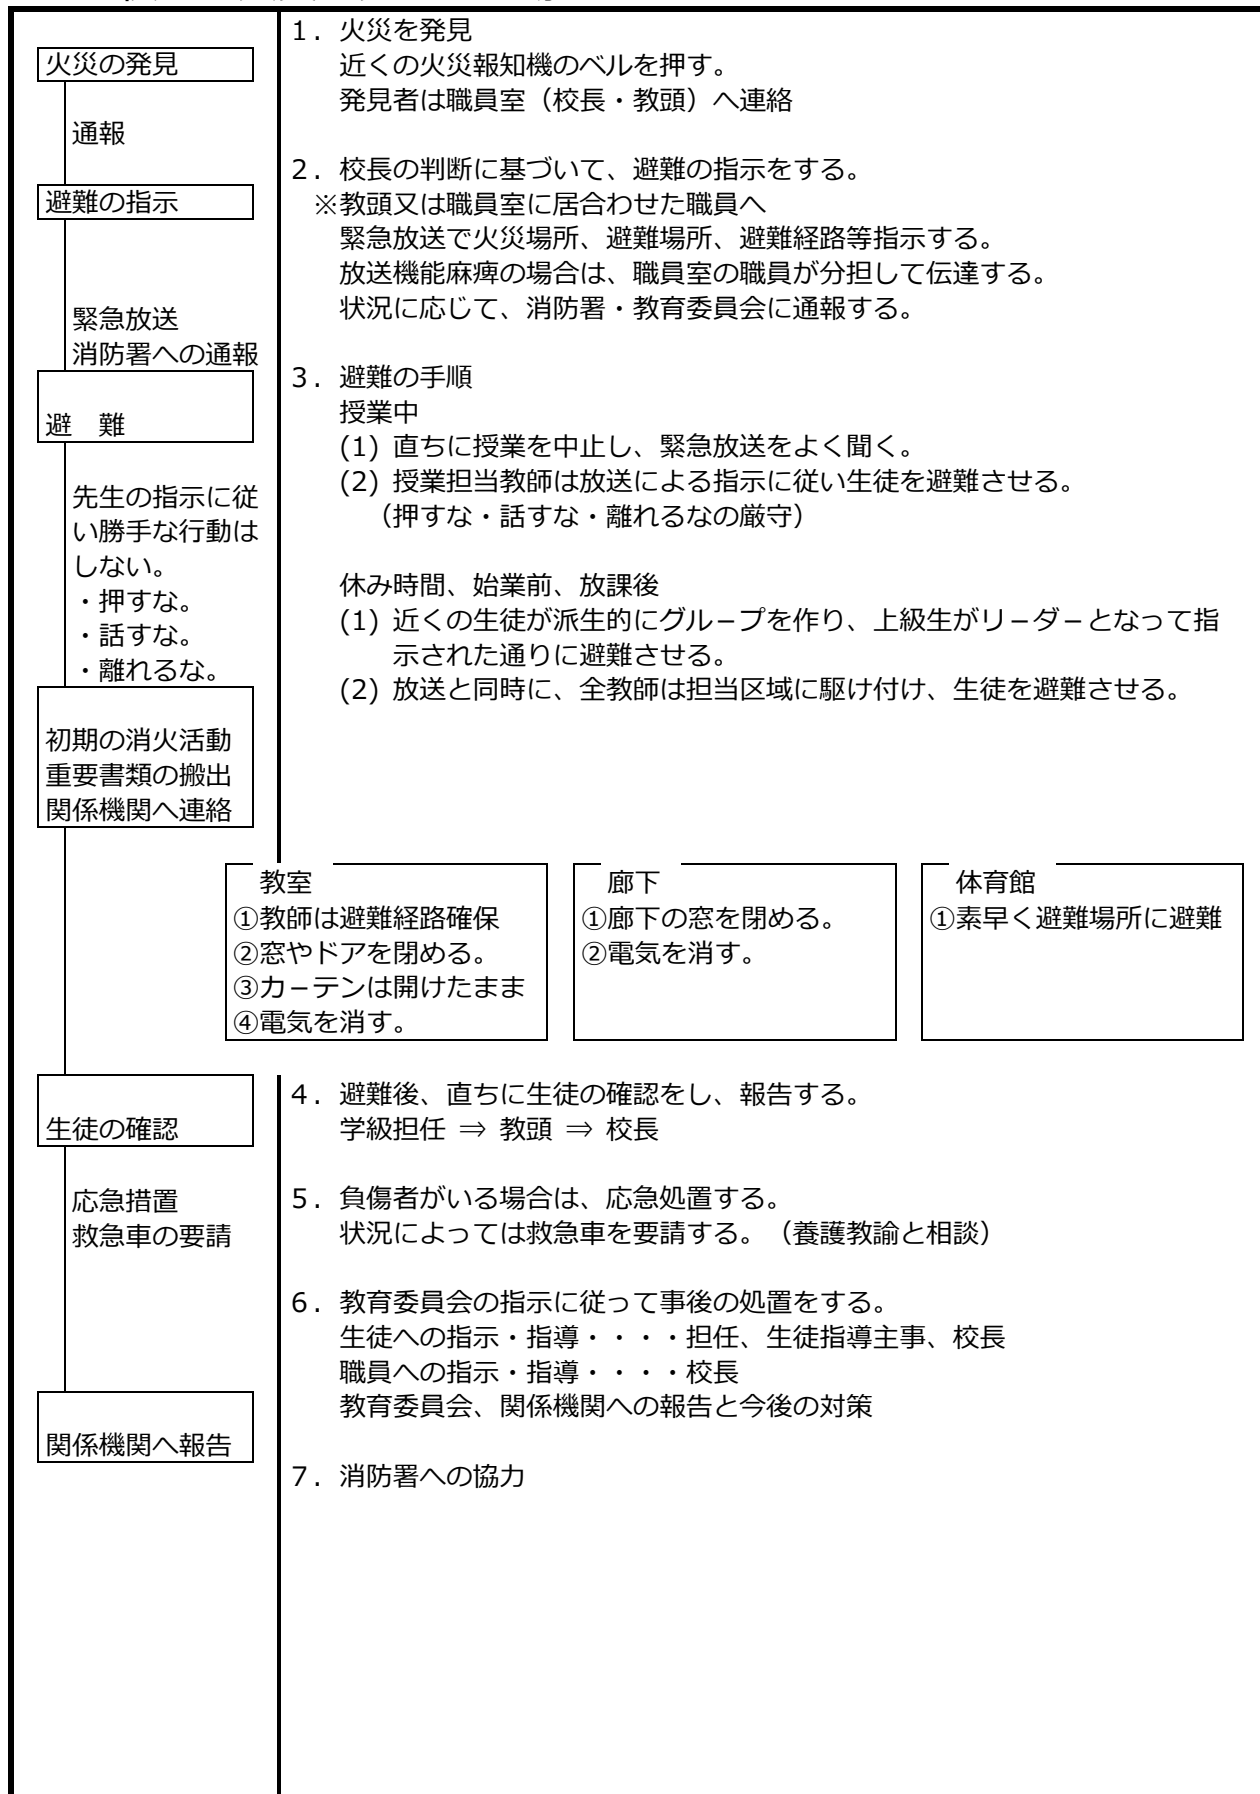 火災の発見
通報
避難の指示
緊急放送
消防署への通報
避　難
先生の指示に従
い勝手な行動は
しない。
・押すな。
・話すな。
・離れるな。
初期の消火活動
重要書類の搬出
関係機関へ連絡
1．火災を発見
近くの火災報知機のベルを押す。
発見者は職員室（校長・教頭）へ連絡
2．校長の判断に基づいて、避難の指示をする。
※教頭又は職員室に居合わせた職員へ
緊急放送で火災場所、避難場所、避難経路等指示する。
放送機能麻痺の場合は、職員室の職員が分担して伝達する。
状況に応じて、消防署・教育委員会に通報する。
3．避難の手順
授業中
(1) 直ちに授業を中止し、緊急放送をよく聞く。
(2) 授業担当教師は放送による指示に従い生徒を避難させる。
（押すな・話すな・離れるなの厳守）
休み時間、始業前、放課後
(1) 近くの生徒が派生的にグル－プを作り、上級生がリ－ダ－となって指
示された通りに避難させる。
(2) 放送と同時に、全教師は担当区域に駆け付け、生徒を避難させる。
教室
①教師は避難経路確保
②窓やドアを閉める。
③カ－テンは開けたまま
④電気を消す。
廊下
①廊下の窓を閉める。
②電気を消す。
体育館
①素早く避難場所に避難
生徒の確認
応急措置
救急車の要請
関係機関へ報告
4．避難後、直ちに生徒の確認をし、報告する。
学級担任 ⇒ 教頭 ⇒ 校長
5．負傷者がいる場合は、応急処置する。
状況によっては救急車を要請する。（養護教諭と相談）
6．教育委員会の指示に従って事後の処置をする。
生徒への指示・指導・・・・担任、生徒指導主事、校長
職員への指示・指導・・・・校長
教育委員会、関係機関への報告と今後の対策
7．消防署への協力